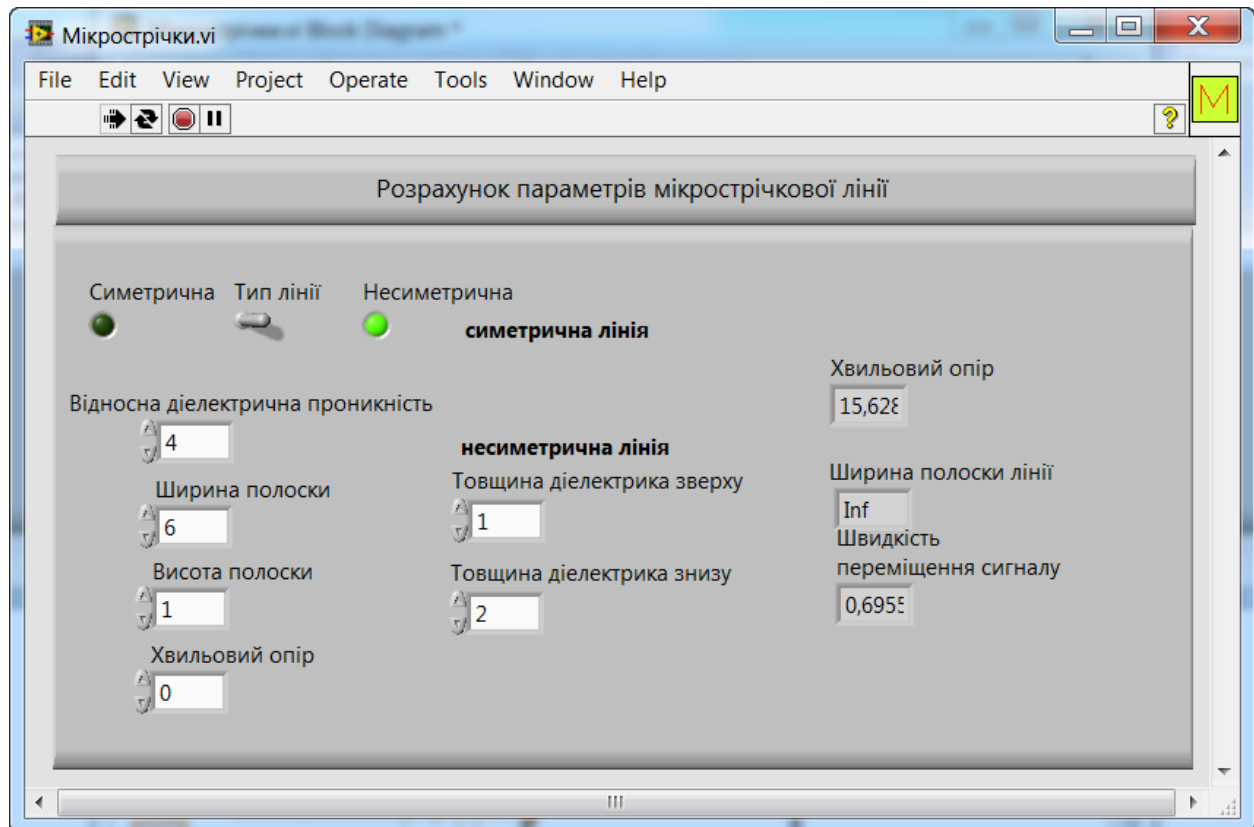 Мікрострічки.vi
File Edit View Project Operate Tools Window Help
?
M
Розрахунок параметрів мікрострічкової лінії
Симетрична Тип лінії Несиметрична
симетрична лінія
Відносна діелектрична проникність
4
Ширина полоски
6
Висота полоски
1
Хвильовий опір
0
несиметрична лінія
Товщина діелектрика зверху
1
Товщина діелектрика знизу
2
Хвильовий опір
15,628
Ширина полоски лінії
Inf
Швидкість
переміщення сигналу
0,6955